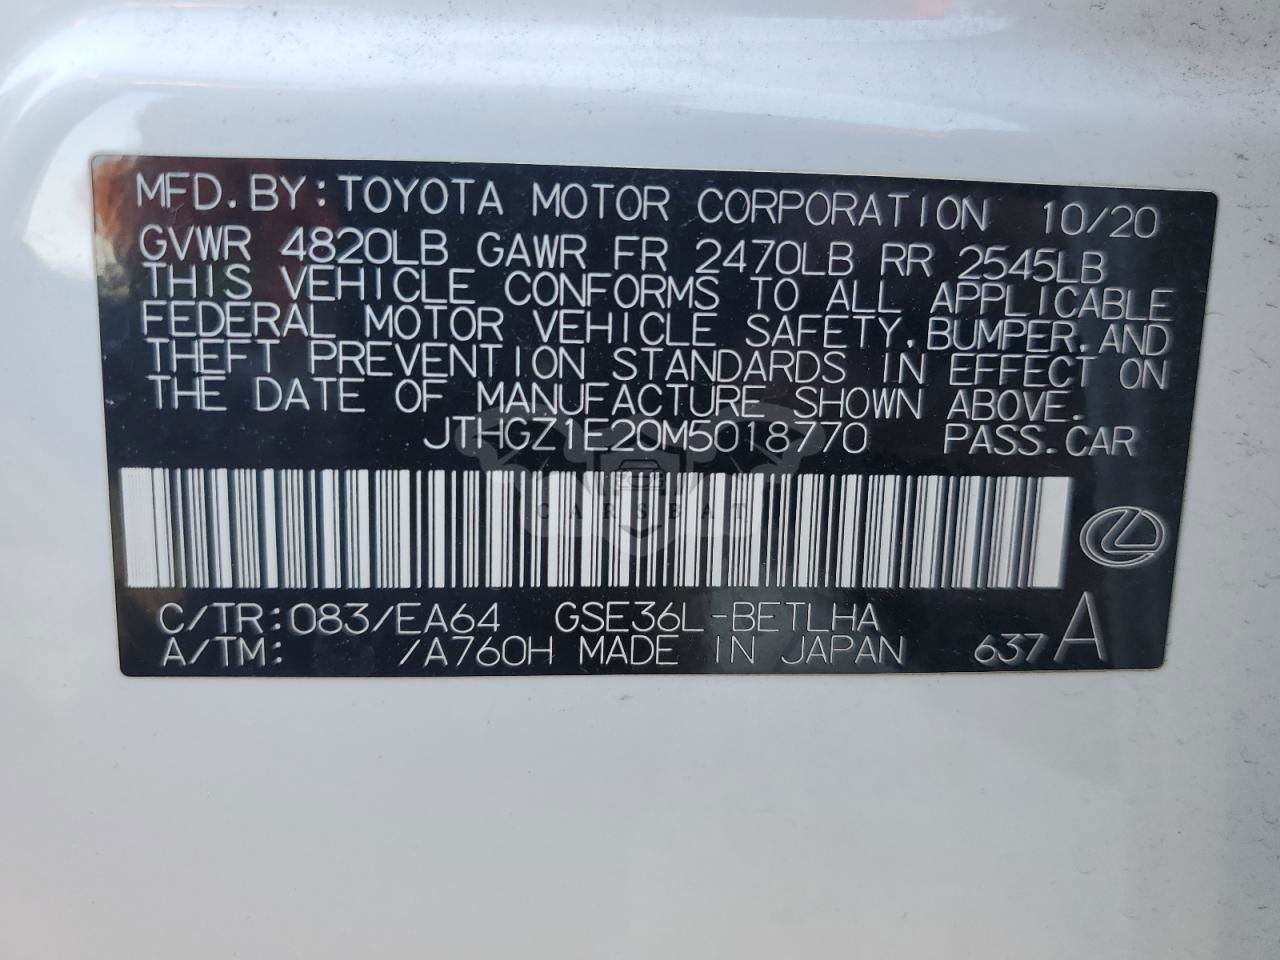 MFD. BY: TOYOTA MOTOR CORPORATION 10/20
GVWR 4820LB GAWR FR 2470LB RR 2545LB
THIS VEHICLE CONFORMS TO ALL APPLICABLE
FEDERAL MOTOR VEHICLE SAFETY, BUMPER, AND
THEFT PREVENTION STANDARDS IN EFFECT ON
THE DATE OF MANUFACTURE SHOWN ABOVE.
JTHGZ1E20M5018770 PASS. CAR
CARSBAT
C/TR: 083/EA64 GSE36L-BETLHA
A/TM: /A760H MADE IN JAPAN 637 A